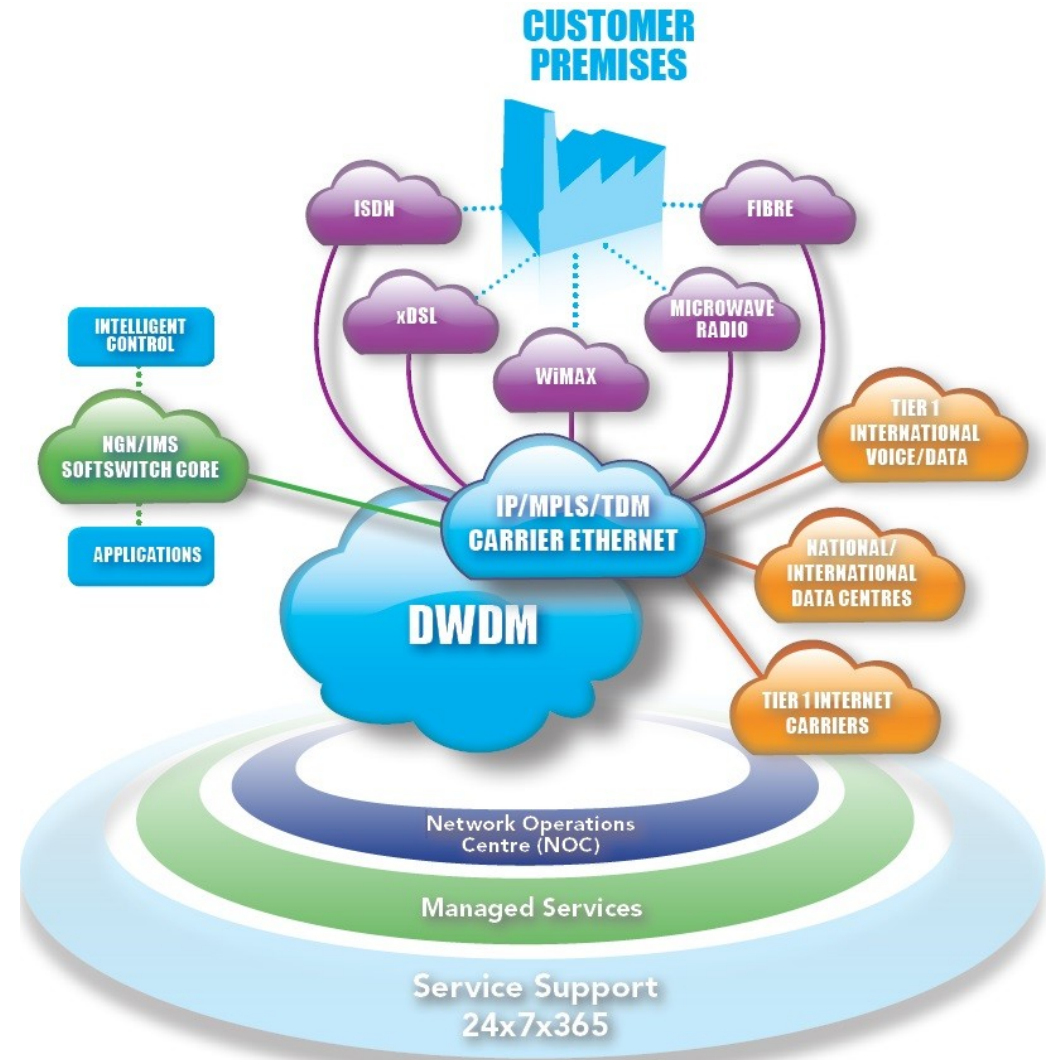 CUSTOMER
PREMISES
ISDN
FIBRE
xDSL
MICROWAVE
RADIO
WiMAX
INTELLIGENT
CONTROL
NGN/IMS
SOFTSWITCH CORE
APPLICATIONS
IP/MPLS/TDM
CARRIER ETHERNET
DWDM
TIER 1
INTERNATIONAL
VOICE/DATA
NATIONAL/
INTERNATIONAL
DATA CENTRES
TIER 1 INTERNET
CARRIERS
Network Operations
Centre (NOC)
Managed Services
Service Support
24x7x365